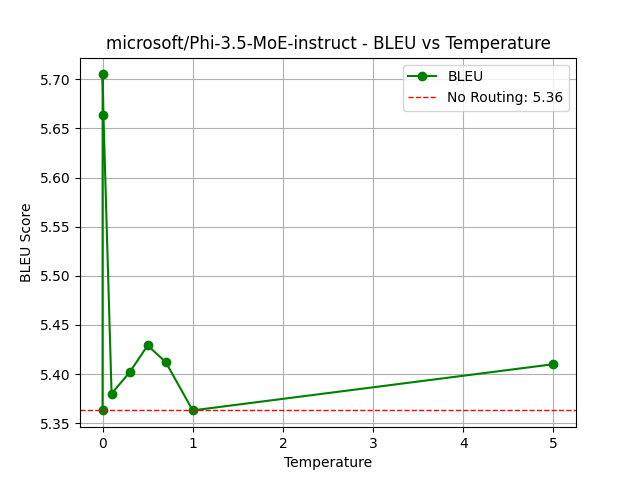 microsoft/Phi-3.5-MoE-instruct - BLEU vs Temperature
BLEU
No Routing: 5.36
5.70
5.65
5.60
5.55
5.50
5.45
5.40
5.35
BLEU Score
0 1 2 3 4 5
Temperature